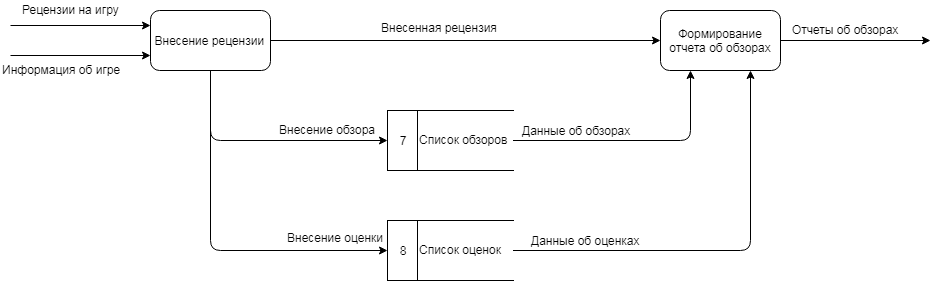 Рецензии на игру
Информация об игре
Внесение рецензии
Внесенная рецензия
Формирование
отчета об обзорах
Отчеты об обзорах
Внесение обзора
7
Список обзоров
Данные об обзорах
Внесение оценки
8
Список оценок
Данные об оценках